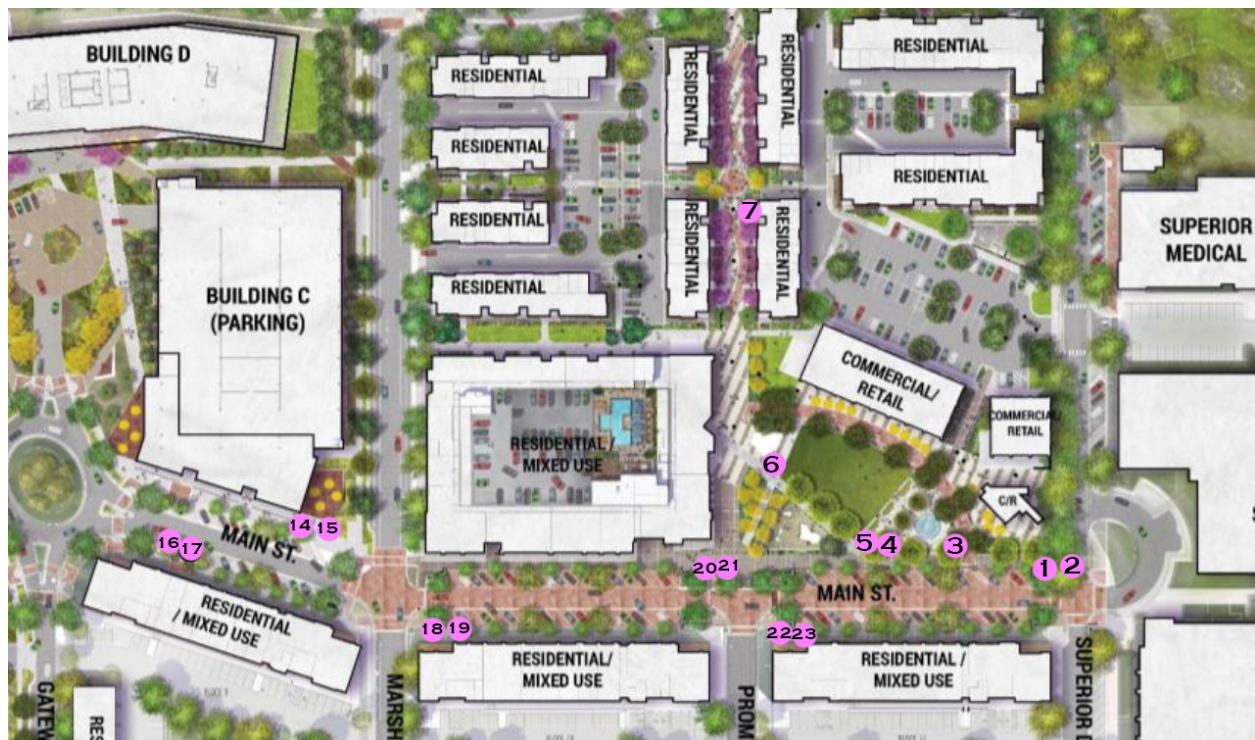 BUILDING D
RESIDENTIAL
RESIDENTIAL
RESIDENTIAL
RESIDENTIAL
RESIDENTIAL
RESIDENTIAL
RESIDENTIAL
RESIDENTIAL
7
RESIDENTIAL
RESIDENTIAL
SUPERIOR
MEDICAL
BUILDING C
(PARKING)
COMMERCIAL/
RETAIL
COMMERCIAL/
RETAIL
RESIDENTIAL /
MIXED USE
6
C/R
14
15
16
17
MAIN ST.
5
4
3
1
2
20
21
MAIN ST.
RESIDENTIAL
/ MIXED USE
18
19
22
23
RESIDENTIAL/
MIXED USE
RESIDENTIAL /
MIXED USE
GATEW
RES
MARSH
PROM
SUPERIOR D